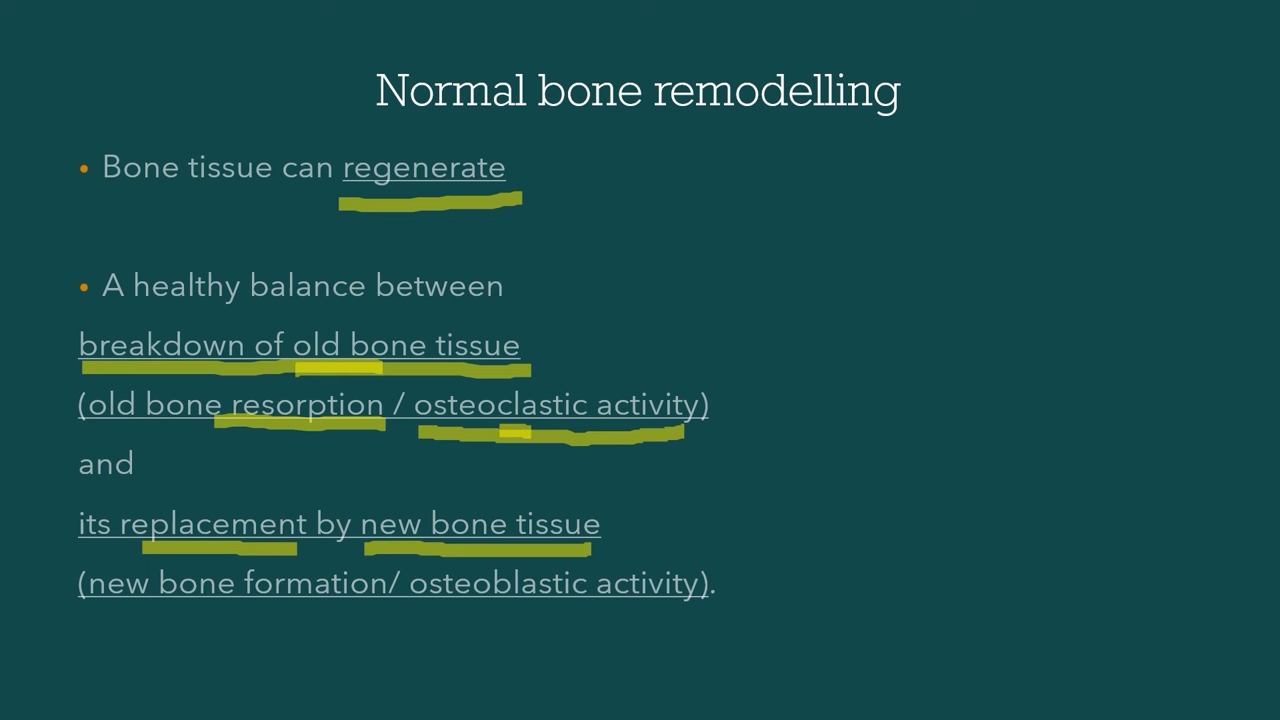 Normal bone remodelling
• Bone tissue can regenerate
• A healthy balance between
breakdown of old bone tissue
(old bone resorption / osteoclastic activity)
and
its replacement by new bone tissue
(new bone formation/ osteoblastic activity).